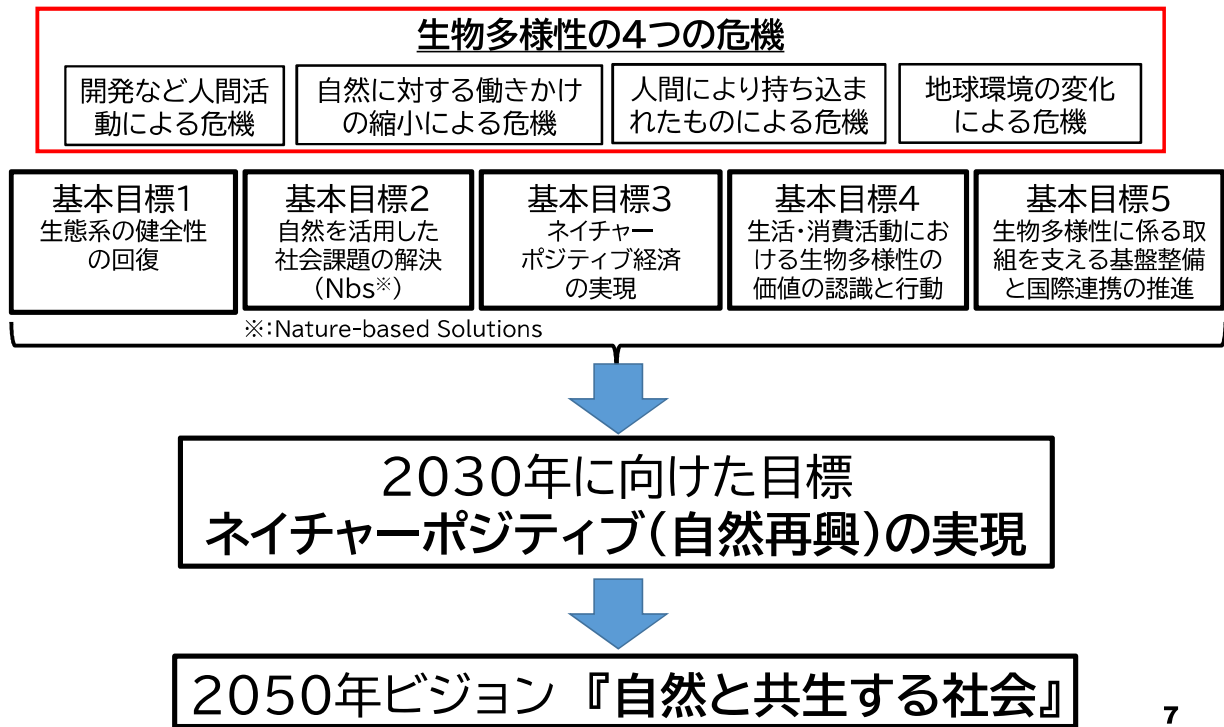 生物多様性の4つの危機
開発など人間活
動による危機
自然に対する働きかけ
の縮小による危機
人間により持ち込ま
れたものによる危機
地球環境の変化
による危機
基本目標1
生態系の健全性
の回復
基本目標2
自然を活用した
社会課題の解決
(Nbs※)
基本目標3
ネイチャー
ポジティブ経済
の実現
基本目標4
生活・消費活動にお
ける生物多様性の
価値の認識と行動
基本目標5
生物多様性に係る取
組を支える基盤整備
と国際連携の推進
※:Nature-based Solutions
2030年に向けた目標
ネイチャーポジティブ(自然再興)の実現
2050年ビジョン『自然と共生する社会』
7